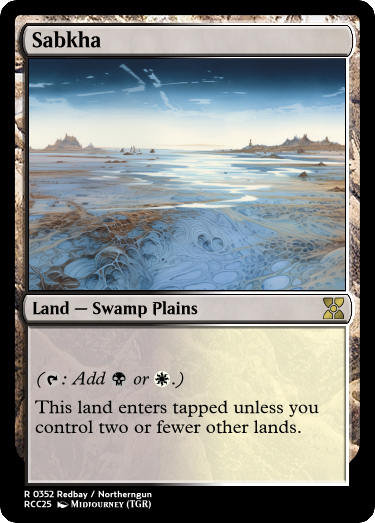 Sabkha
Land — Swamp Plains
( : Add or .)
This land enters tapped unless you
control two or fewer other lands.
R 0352 Redbay / Northerngun
RCC25 Midjourney (TGR)